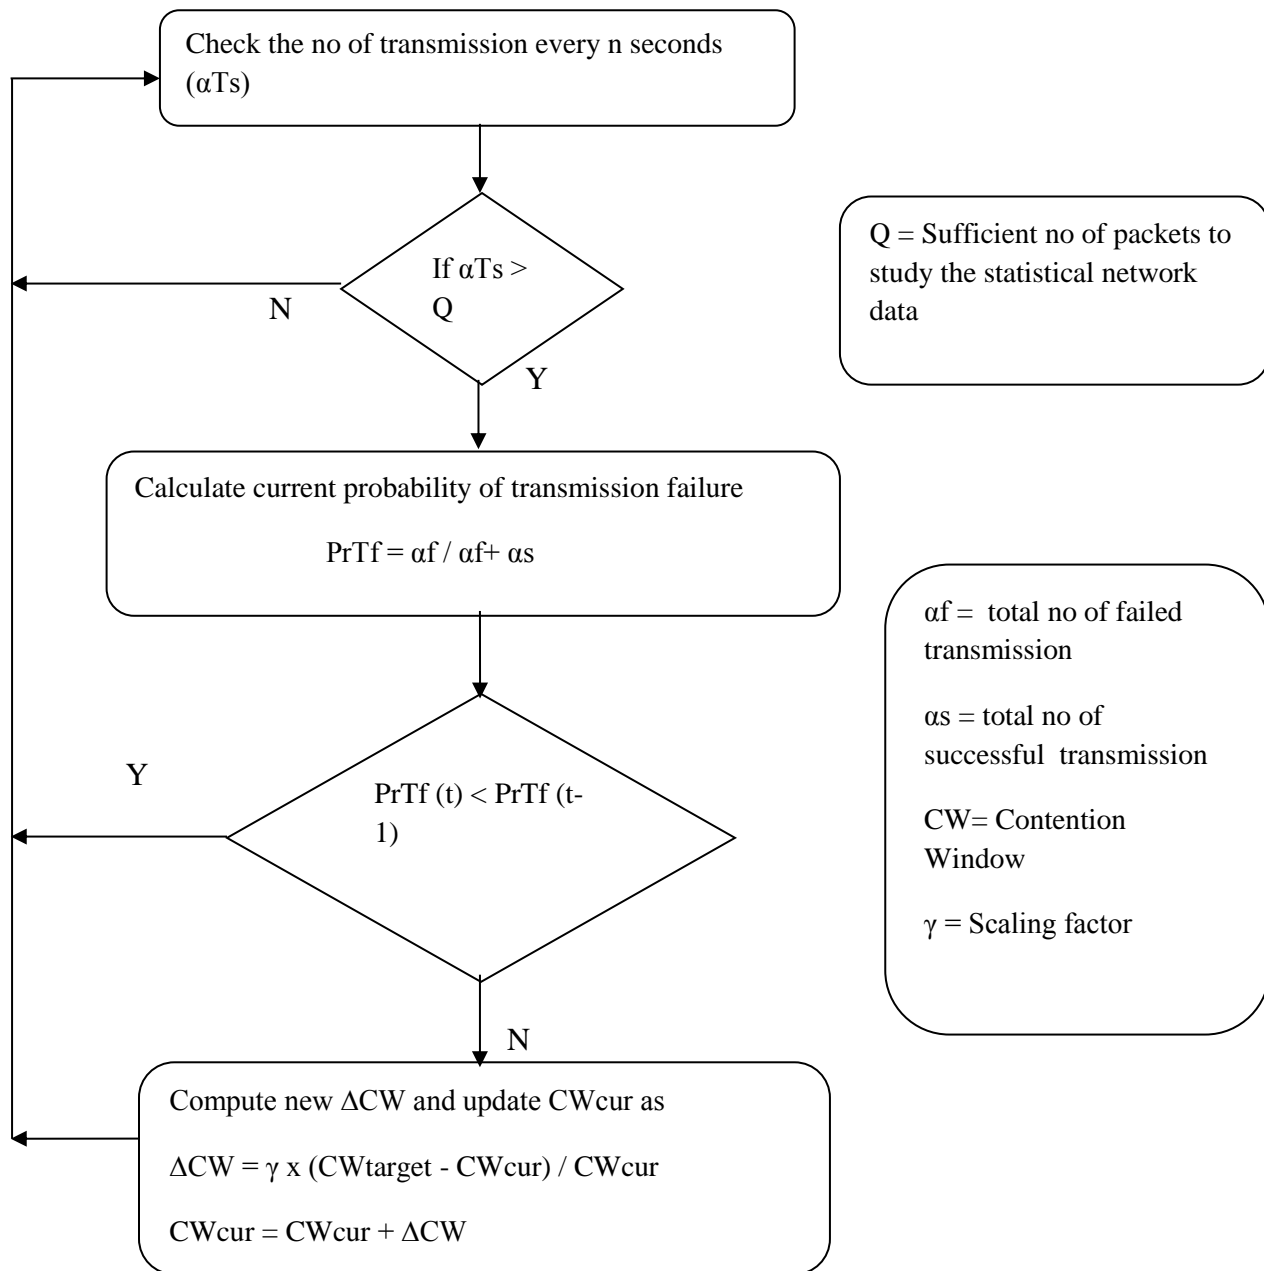 Check the no of transmission every n seconds
(αTs)
If αTs >
Q
N
Y
Q = Sufficient no of packets to
study the statistical network
data
Calculate current probability of transmission failure
PrTf = αf / αf+ αs
αf =  total no of failed
transmission
αs = total no of
successful  transmission
CW= Contention
Window
γ = Scaling factor
Y
PrTf (t) < PrTf (t-
1)
N
Compute new ΔCW and update CWcur as
ΔCW = γ x (CWtarget - CWcur) / CWcur
CWcur = CWcur + ΔCW